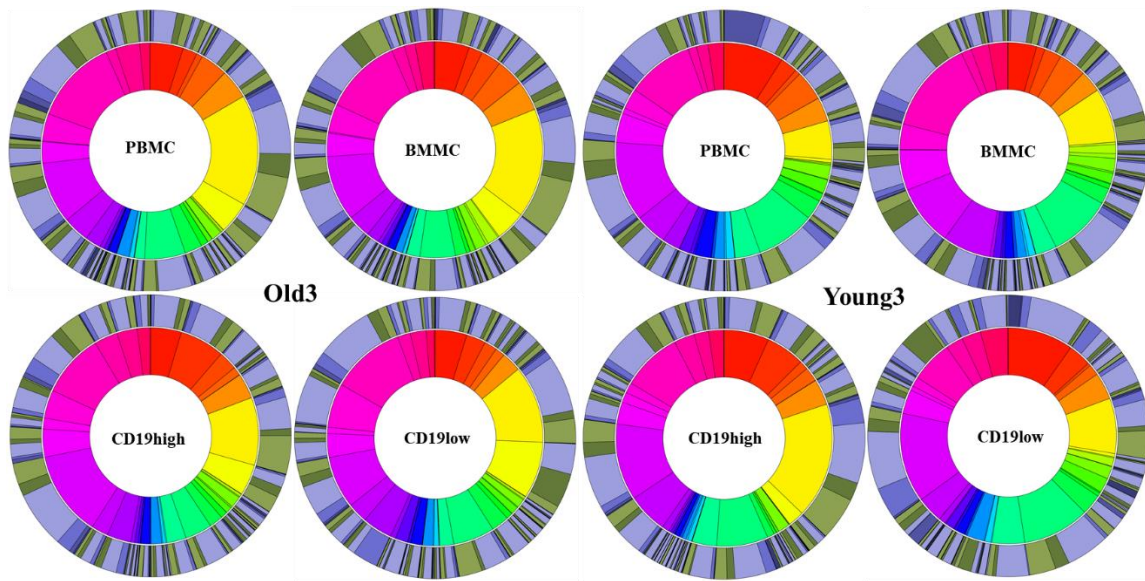 PBMC
BMMC
PBMC
BMMC
Old3
Young3
CD19high
CD19low
CD19high
CD19low